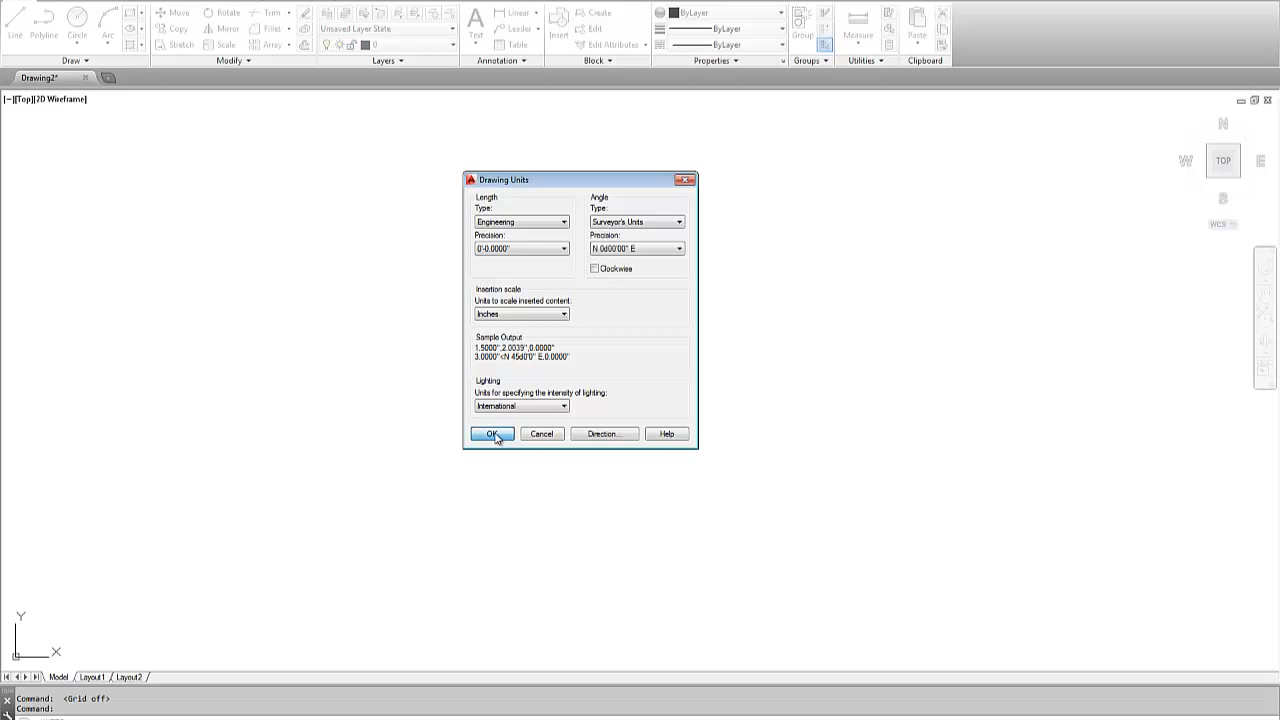 Move Rotate Trim Linear Create ByLayer
Line Polyline Circle Arc Copy Mirror Fillet Unsaved Layer State Text Leader Insert Edit ByLayer Group Measure Paste
Stretch Scale Array 0 Table Edit Attributes ByLayer
Draw Modify Layers Annotation Block Properties Groups Utilities Clipboard
Drawing2*
[−][Top][2D Wireframe]
N
W TOP E
S
WCS
Drawing Units
Length Angle
Type: Type:
Engineering Surveyor's Units
Precision: Precision:
0'-0.0000" N 0d00'00" E
Clockwise
Insertion scale
Units to scale inserted content:
Inches
Sample Output
1.5000",2.0039",0.0000"
3.0000"<N 45d0'0" E,0.0000"
Lighting
Units for specifying the intensity of lighting:
International
OK Cancel Direction... Help
Y
X
Model Layout1 Layout2
Command: <Grid off>
Command: